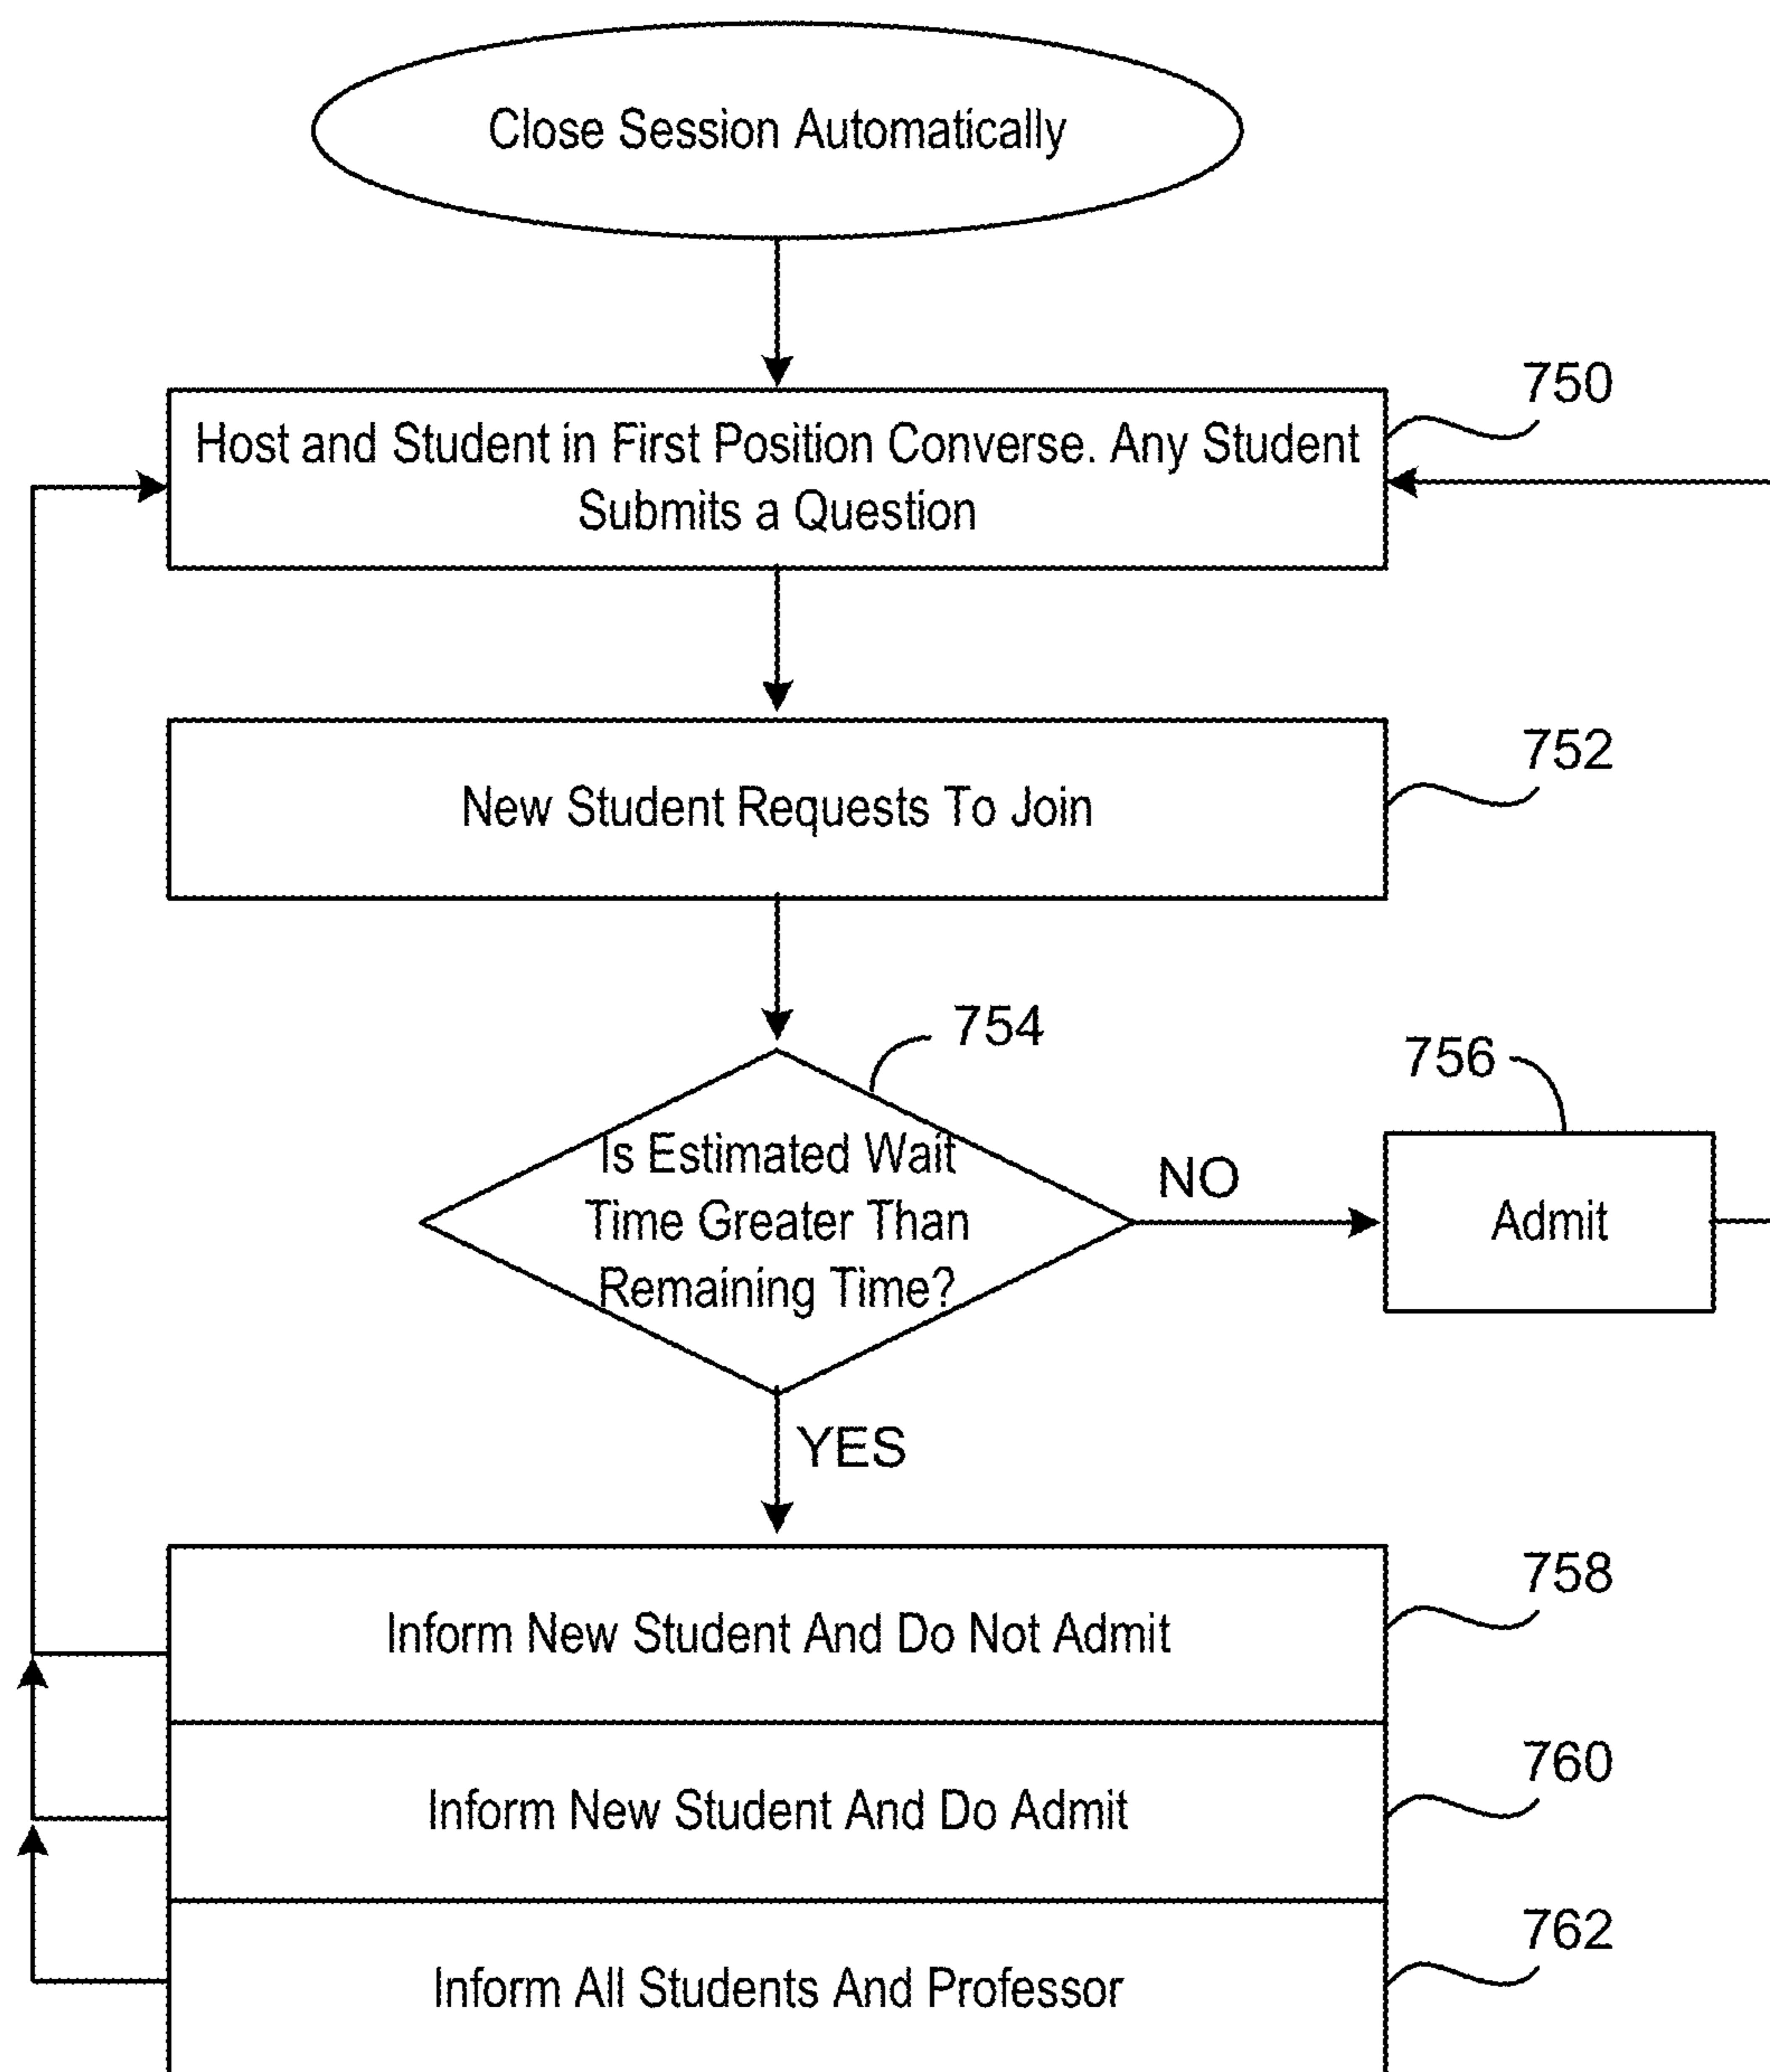 Close Session Automatically
750
Host and Student in First Position Converse. Any Student
Submits a Question
752
New Student Requests To Join
754
756
Is Estimated Wait
Time Greater Than
Remaining Time?
NO
Admit
YES
758
Inform New Student And Do Not Admit
760
Inform New Student And Do Admit
762
Inform All Students And Professor